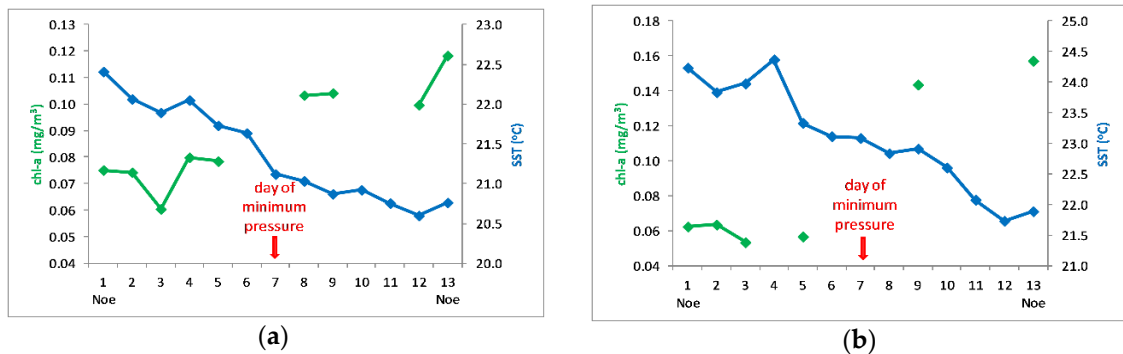 0.13
0.12
0.11
0.10
0.09
0.08
0.07
0.06
0.05
0.04
chl-a (mg/m³)
23.0
22.5
22.0
21.5
21.0
20.5
20.0
SST (°C)
day of
minimum
pressure
1 2 3 4 5 6 7 8 9 10 11 12 13
Noe Noe
(a)
0.18
0.16
0.14
0.12
0.10
0.08
0.06
0.04
chl-a (mg/m³)
25.0
24.5
24.0
23.5
23.0
22.5
22.0
21.5
21.0
SST (°C)
day of
minimum
pressure
1 2 3 4 5 6 7 8 9 10 11 12 13
Noe Noe
(b)